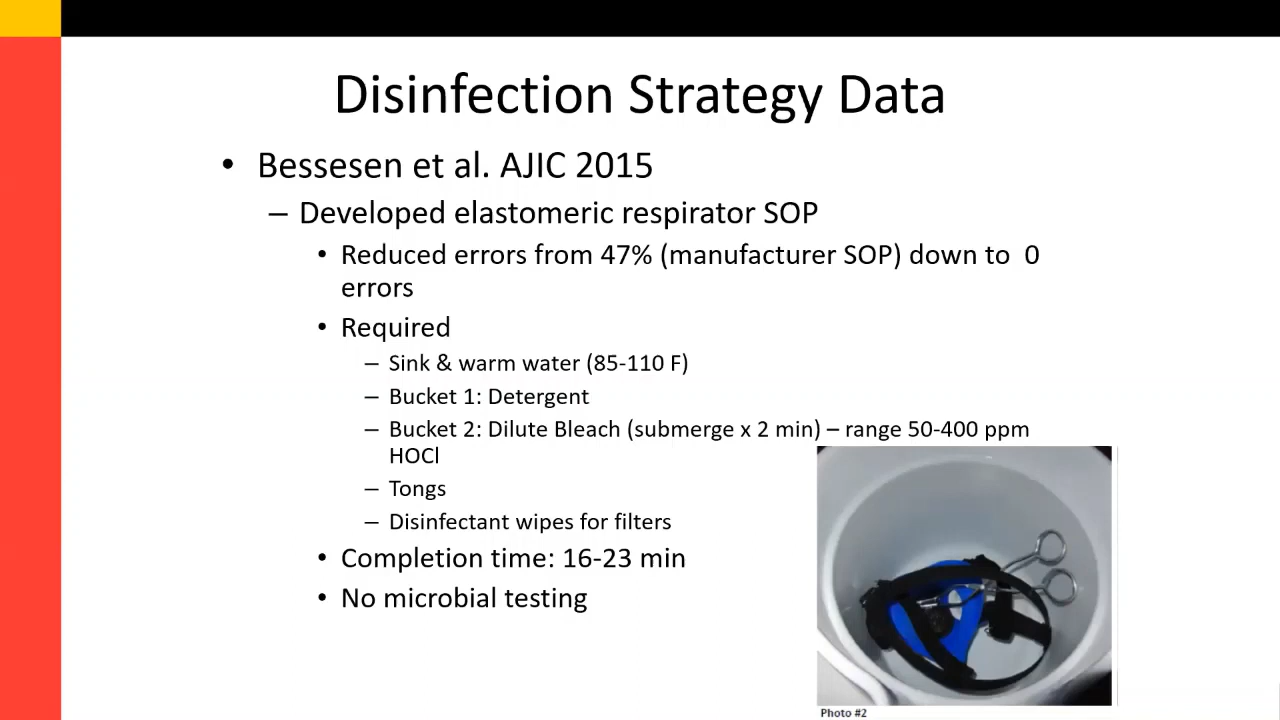 Disinfection Strategy Data
• Bessesen et al. AJIC 2015
– Developed elastomeric respirator SOP
• Reduced errors from 47% (manufacturer SOP) down to  0
errors
• Required
– Sink & warm water (85-110 F)
– Bucket 1: Detergent
– Bucket 2: Dilute Bleach (submerge x 2 min) – range 50-400 ppm
HOCl
– Tongs
– Disinfectant wipes for filters
• Completion time: 16-23 min
• No microbial testing
Photo #2